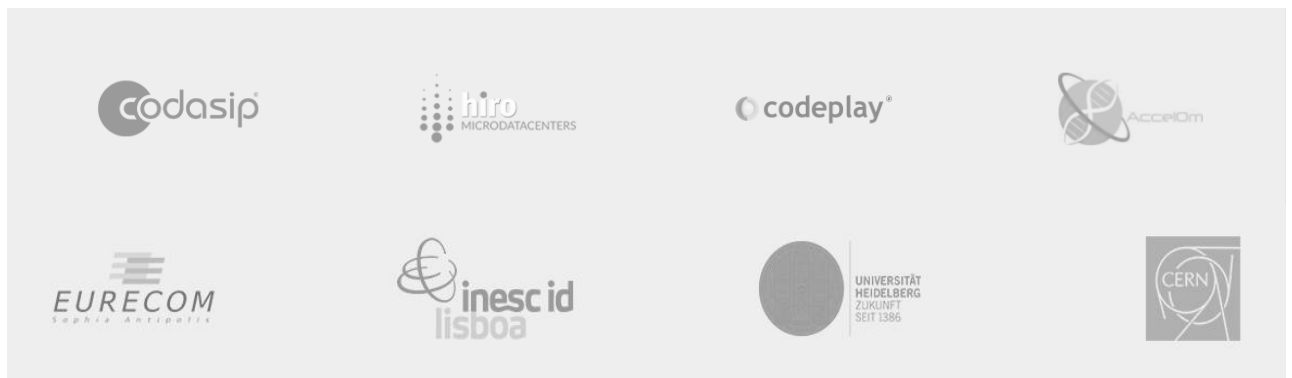 codasip®
hiro
MICRODATACENTERS
codeplay®
AccelOm
EURECOM
Sophia Antipolis
inesc id
lisboa
UNIVERSITÄT
HEIDELBERG
ZUKUNFT
SEIT 1386
CERN